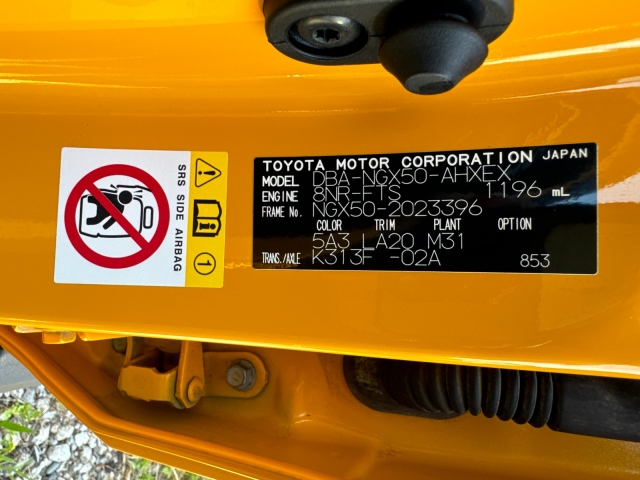 SRS SIDE AIRBAG
1
TOYOTA MOTOR CORPORATION JAPAN
MODEL DBA-NGX50-AHXEX
ENGINE 8NR-FTS 1196 mL
FRAME No. NGX50-2023396
COLOR TRIM PLANT OPTION
5A3 LA20 M31
TRANS./AXLE K313F -02A 853